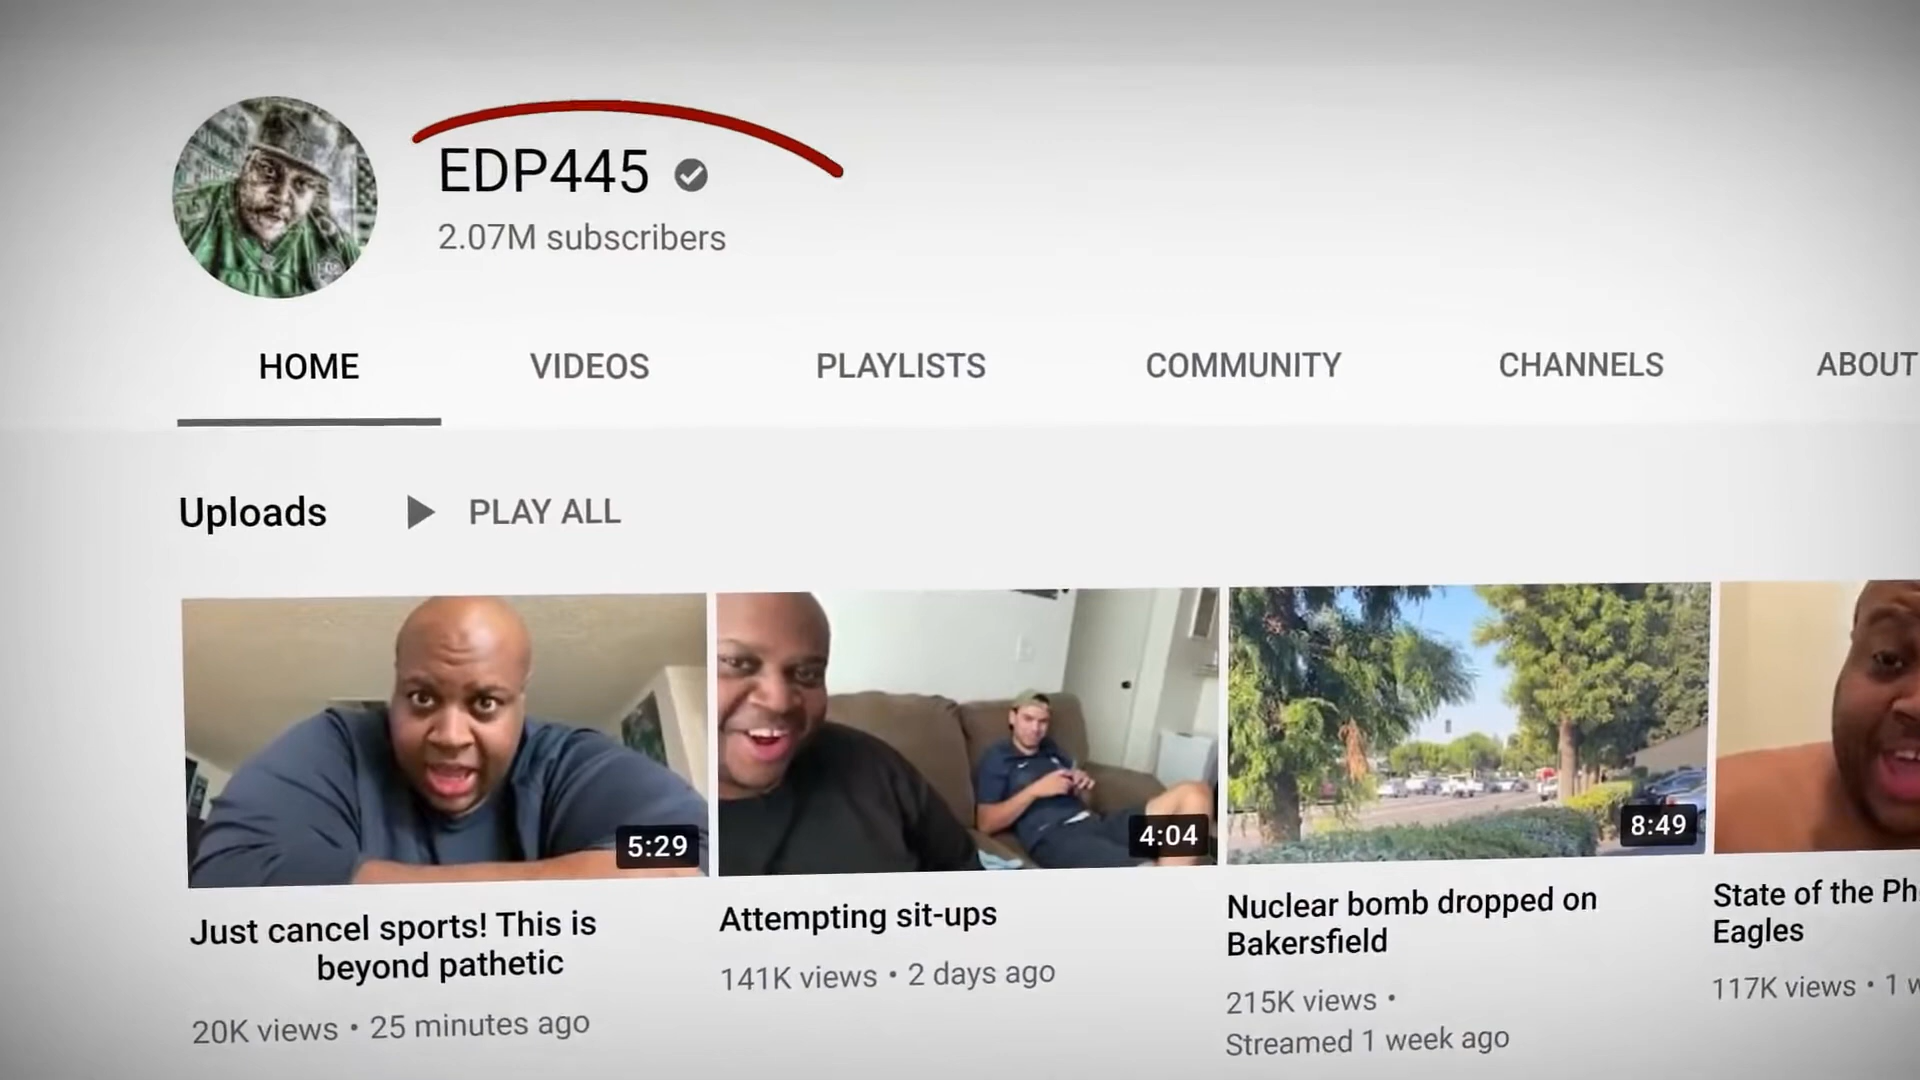 EDP445
2.07M subscribers
HOME VIDEOS PLAYLISTS COMMUNITY CHANNELS ABOUT
Uploads PLAY ALL
5:29
4:04
8:49
Just cancel sports! This is
beyond pathetic
20K views • 25 minutes ago
Attempting sit-ups
141K views • 2 days ago
Nuclear bomb dropped on
Bakersfield
215K views •
Streamed 1 week ago
State of the Ph
Eagles
117K views • 1 w